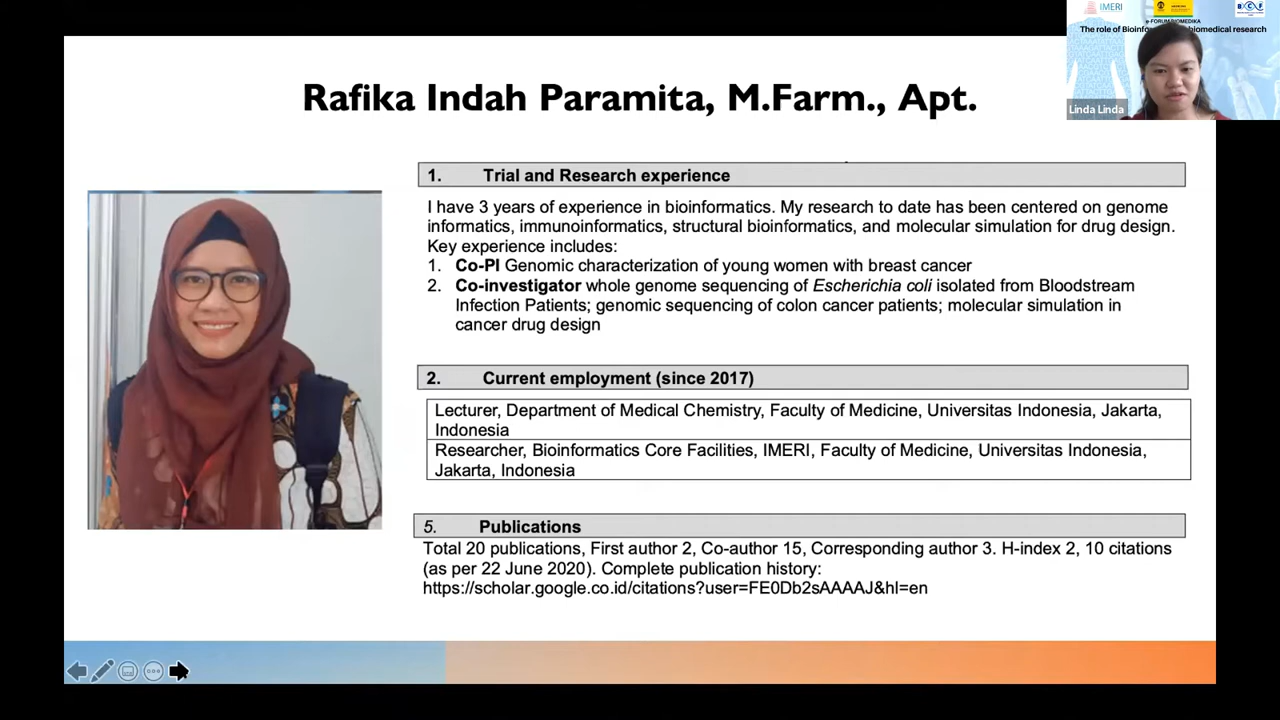 IMERI
e-FORUM BIOMEDIKA
The role of Bioinfor biomedical research
Linda Linda
Rafika Indah Paramita, M.Farm., Apt.
1. Trial and Research experience
I have 3 years of experience in bioinformatics. My research to date has been centered on genome
informatics, immunoinformatics, structural bioinformatics, and molecular simulation for drug design.
Key experience includes:
1. Co-PI Genomic characterization of young women with breast cancer
2. Co-investigator whole genome sequencing of Escherichia coli isolated from Bloodstream
Infection Patients; genomic sequencing of colon cancer patients; molecular simulation in
cancer drug design
2. Current employment (since 2017)
Lecturer, Department of Medical Chemistry, Faculty of Medicine, Universitas Indonesia, Jakarta,
Indonesia
Researcher, Bioinformatics Core Facilities, IMERI, Faculty of Medicine, Universitas Indonesia,
Jakarta, Indonesia
5. Publications
Total 20 publications, First author 2, Co-author 15, Corresponding author 3. H-index 2, 10 citations
(as per 22 June 2020). Complete publication history:
https://scholar.google.co.id/citations?user=FE0Db2sAAAAJ&hl=en